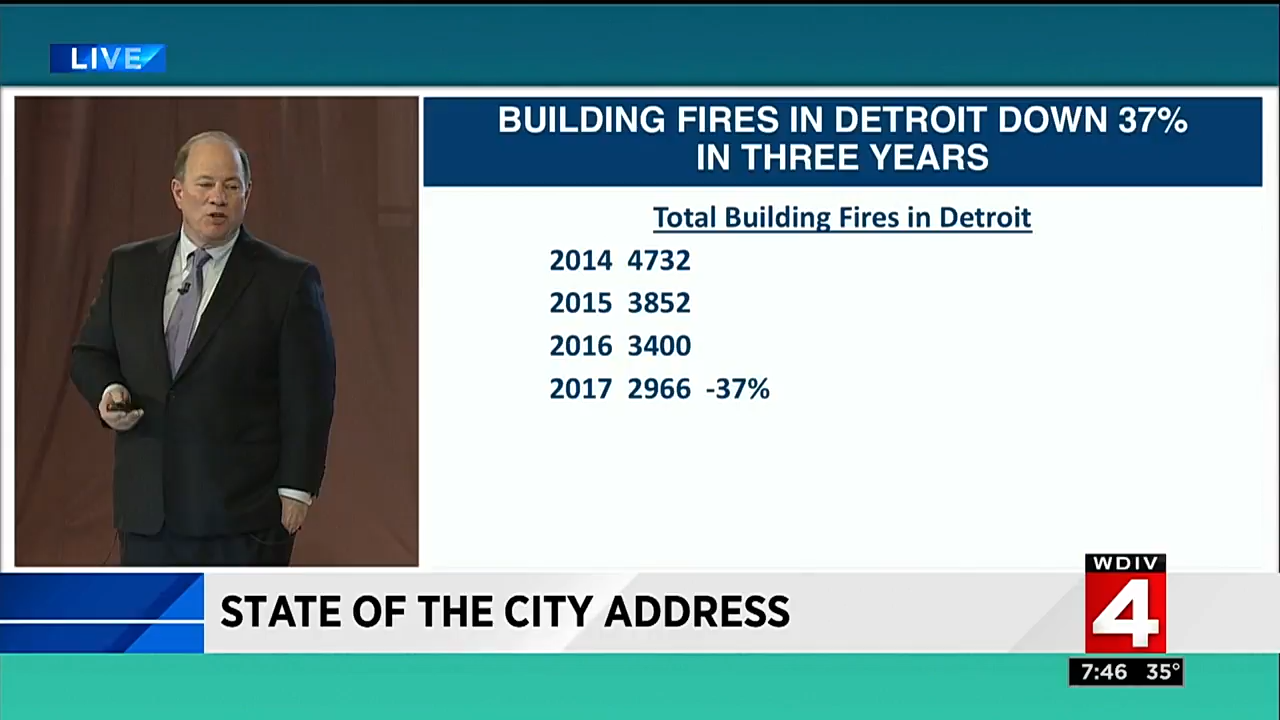 LIVE
BUILDING FIRES IN DETROIT DOWN 37%
IN THREE YEARS
Total Building Fires in Detroit
2014 4732
2015 3852
2016 3400
2017 2966 -37%
STATE OF THE CITY ADDRESS
WDIV
4
7:46 35°